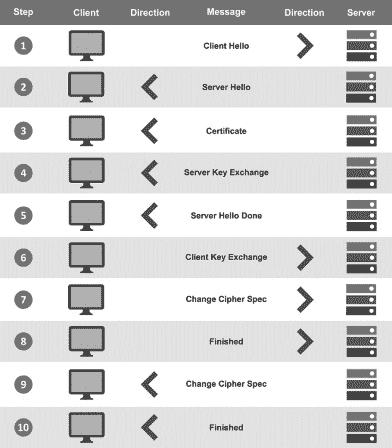 Step Client Direction Message Direction Server
1 Client Hello
2 Server Hello
3 Certificate
4 Server Key Exchange
5 Server Hello Done
6 Client Key Exchange
7 Change Cipher Spec
8 Finished
9 Change Cipher Spec
10 Finished